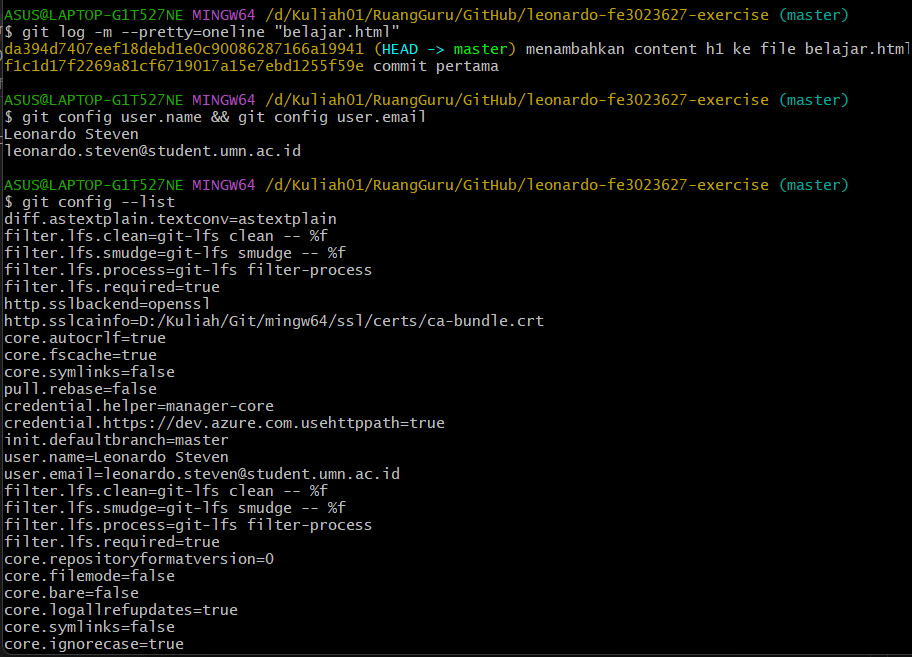 ASUS@LAPTOP-G1T527NE MINGW64 /d/Kuliah01/RuangGuru/GitHub/leonardo-fe3023627-exercise (master)
$ git log -m --pretty=oneline "belajar.html"
da394d7407eef18debd1e0c90086287166a19941 (HEAD -> master) menambahkan content h1 ke file belajar.html
f1c1d17f2269a81cf6719017a15e7ebd1255f59e commit pertama
ASUS@LAPTOP-G1T527NE MINGW64 /d/Kuliah01/RuangGuru/GitHub/leonardo-fe3023627-exercise (master)
$ git config user.name && git config user.email
Leonardo Steven
leonardo.steven@student.umn.ac.id
ASUS@LAPTOP-G1T527NE MINGW64 /d/Kuliah01/RuangGuru/GitHub/leonardo-fe3023627-exercise (master)
$ git config --list
diff.astextplain.textconv=astextplain
filter.lfs.clean=git-lfs clean -- %f
filter.lfs.smudge=git-lfs smudge -- %f
filter.lfs.process=git-lfs filter-process
filter.lfs.required=true
http.sslbackend=openssl
http.sslcainfo=D:/Kuliah/Git/mingw64/ssl/certs/ca-bundle.crt
core.autocrlf=true
core.fscache=true
core.symlinks=false
pull.rebase=false
credential.helper=manager-core
credential.https://dev.azure.com.usehttppath=true
init.defaultbranch=master
user.name=Leonardo Steven
user.email=leonardo.steven@student.umn.ac.id
filter.lfs.clean=git-lfs clean -- %f
filter.lfs.smudge=git-lfs smudge -- %f
filter.lfs.process=git-lfs filter-process
filter.lfs.required=true
core.repositoryformatversion=0
core.filemode=false
core.bare=false
core.logallrefupdates=true
core.symlinks=false
core.ignorecase=true